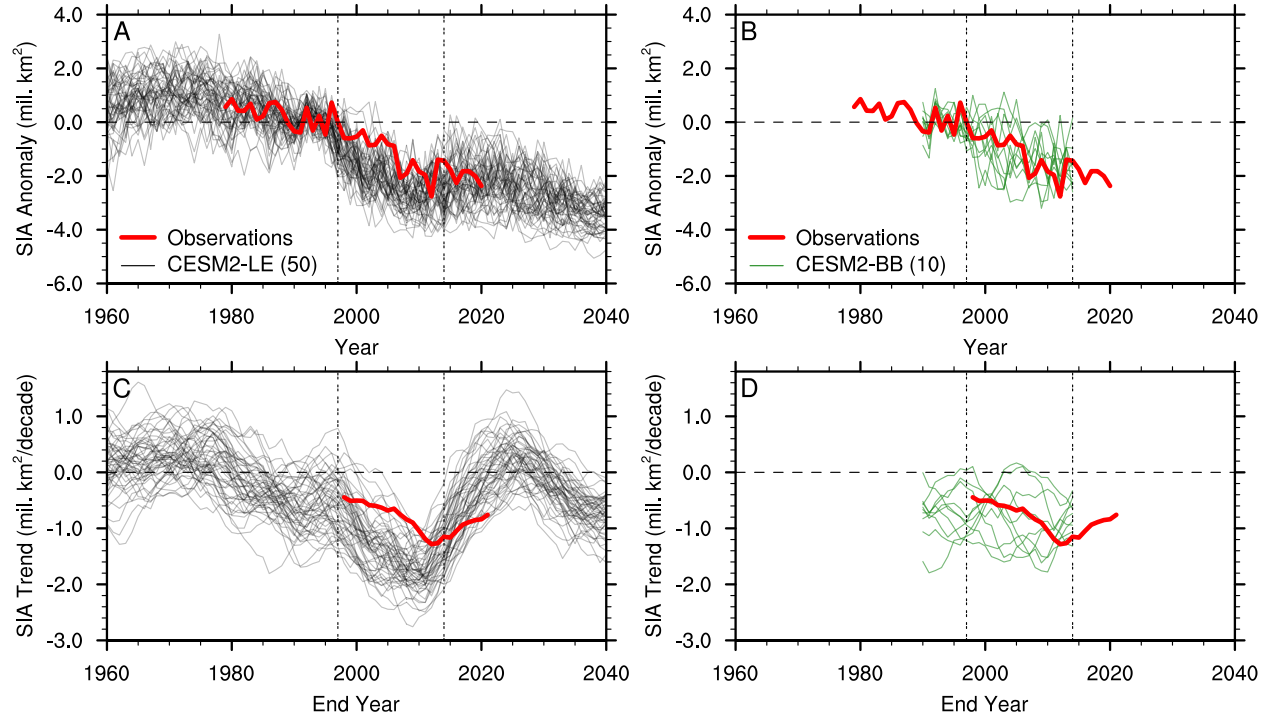 A
SIA Anomaly (mil. km²)
4.0
2.0
0.0
-2.0
-4.0
-6.0
Observations
CESM2-LE (50)
1960 1980 2000 2020 2040
Year
B
SIA Anomaly (mil. km²)
4.0
2.0
0.0
-2.0
-4.0
-6.0
Observations
CESM2-BB (10)
1960 1980 2000 2020 2040
Year
C
SIA Trend (mil. km²/decade)
1.0
0.0
-1.0
-2.0
-3.0
1960 1980 2000 2020 2040
End Year
D
SIA Trend (mil. km²/decade)
1.0
0.0
-1.0
-2.0
-3.0
1960 1980 2000 2020 2040
End Year